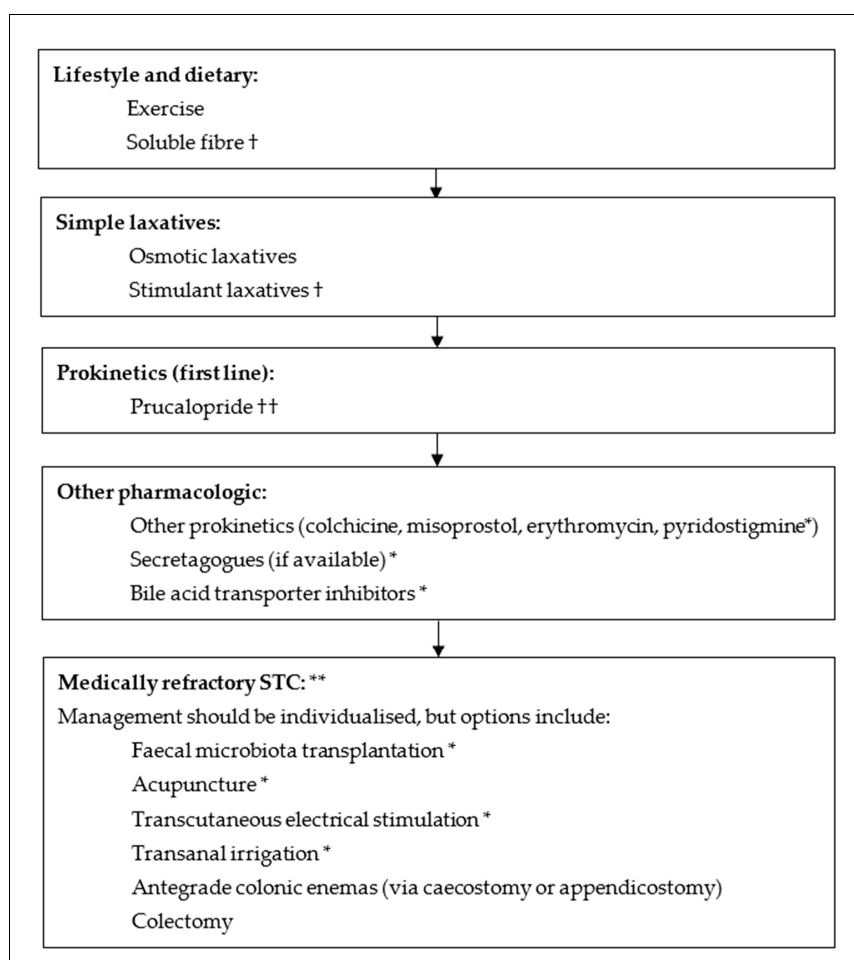 Lifestyle and dietary:
Exercise
Soluble fibre †
Simple laxatives:
Osmotic laxatives
Stimulant laxatives †
Prokinetics (first line):
Prucalopride ††
Other pharmacologic:
Other prokinetics (colchicine, misoprostol, erythromycin, pyridostigmine*)
Secretagogues (if available) *
Bile acid transporter inhibitors *
Medically refractory STC: **
Management should be individualised, but options include:
Faecal microbiota transplantation *
Acupuncture *
Transcutaneous electrical stimulation *
Transanal irrigation *
Antegrade colonic enemas (via caecostomy or appendicostomy)
Colectomy